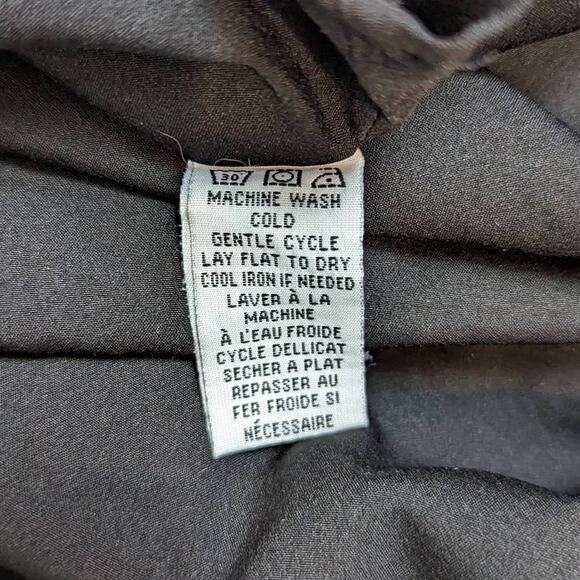 30
MACHINE WASH
COLD
GENTLE CYCLE
LAY FLAT TO DRY
COOL IRON IF NEEDED
LAVER À LA
MACHINE
À L'EAU FROIDE
CYCLE DELLICAT
SECHER A PLAT
REPASSER AU
FER FROIDE SI
NÉCESSAIRE